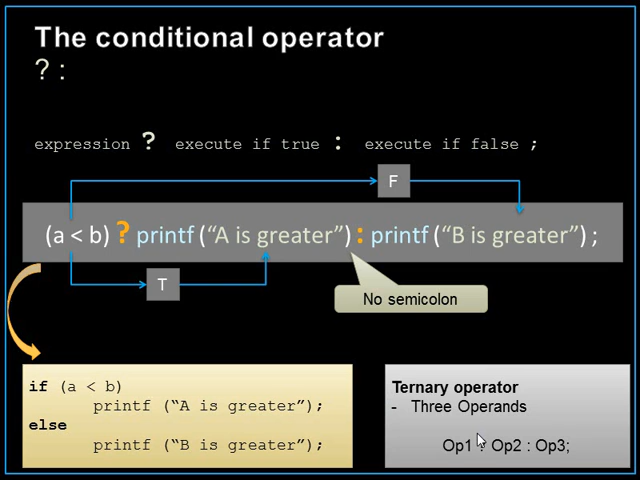 The conditional operator
? :
expression ? execute if true : execute if false ;
F
(a < b) ? printf (“A is greater”) : printf (“B is greater”) ;
T
No semicolon
if (a < b)
printf (“A is greater”);
else
printf (“B is greater”);
Ternary operator
- Three Operands
Op1 ? Op2 : Op3;